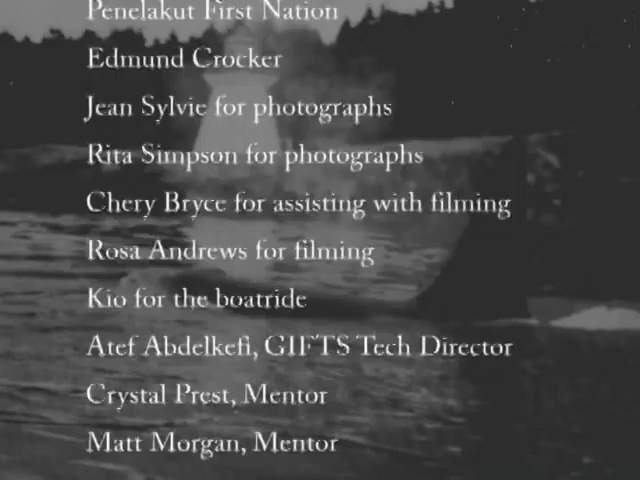 Penelakut First Nation
Edmund Crocker
Jean Sylvie for photographs
Rita Simpson for photographs
Chery Bryce for assisting with filming
Rosa Andrews for filming
Kio for the boatride
Atef Abdelkefi, GIFTS Tech Director
Crystal Prest, Mentor
Matt Morgan, Mentor